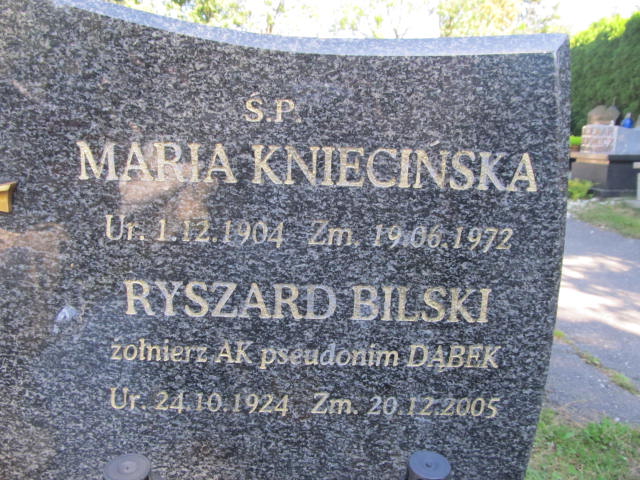 Ś.P.
MARIA KNIECIŃSKA
Ur. 1.12.1904 Zm. 19.06.1972
RYSZARD BILSKI
żołnierz AK pseudonim DĄBEK
Ur. 24.10.1924 Zm. 20.12.2005